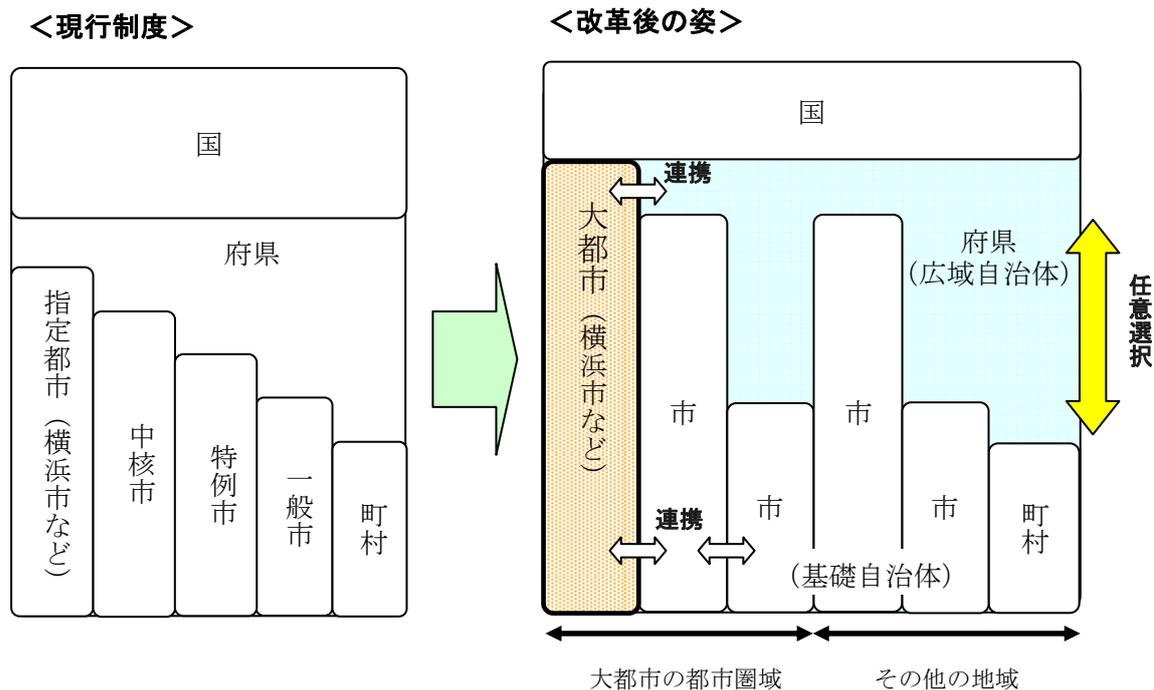 ＜現行制度＞
国
府県
指定都市（横浜市など）
中核市
特例市
一般市
町村
＜改革後の姿＞
国
連携
大都市（横浜市など）
府県
（広域自治体）
任意選択
市
市
市
市
町村
連携
（基礎自治体）
大都市の都市圏域
その他の地域